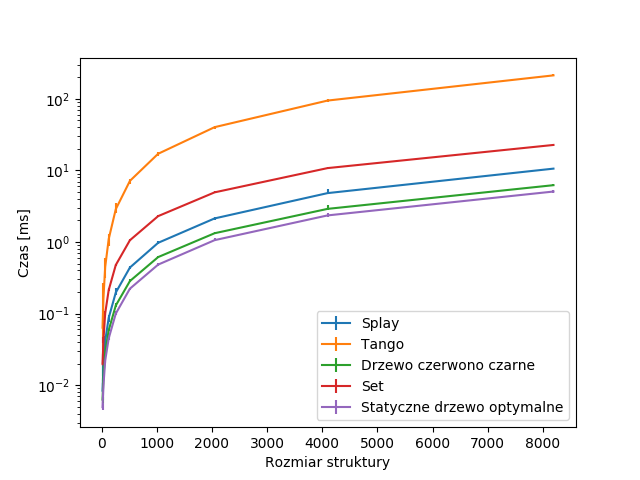 Czas [ms]
10²
10¹
10⁰
10⁻¹
10⁻²
Splay
Tango
Drzewo czerwono czarne
Set
Statyczne drzewo optymalne
0 1000 2000 3000 4000 5000 6000 7000 8000
Rozmiar struktury